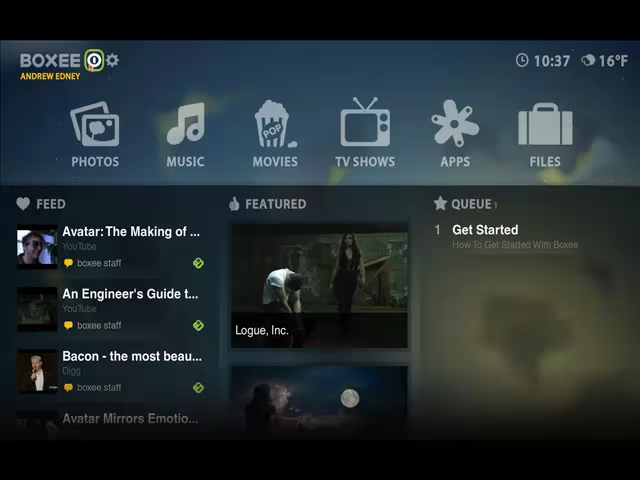 BOXEE
ANDREW EDNEY
10:37 16°F
PHOTOS MUSIC MOVIES TV SHOWS APPS FILES
POP
FEED
Avatar: The Making of ...
YouTube
boxee staff
An Engineer's Guide t...
YouTube
boxee staff
Bacon - the most beau...
Digg
boxee staff
Avatar Mirrors Emotio...
FEATURED
Logue, Inc.
QUEUE 1
1 Get Started
How To Get Started With Boxee